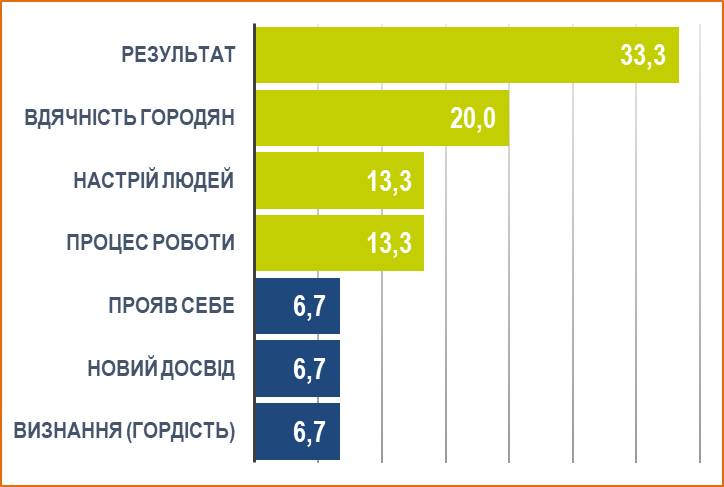 РЕЗУЛЬТАТ 33,3
ВДЯЧНІСТЬ ГОРОДЯН 20,0
НАСТРІЙ ЛЮДЕЙ 13,3
ПРОЦЕС РОБОТИ 13,3
ПРОЯВ СЕБЕ 6,7
НОВИЙ ДОСВІД 6,7
ВИЗНАННЯ (ГОРДІСТЬ) 6,7